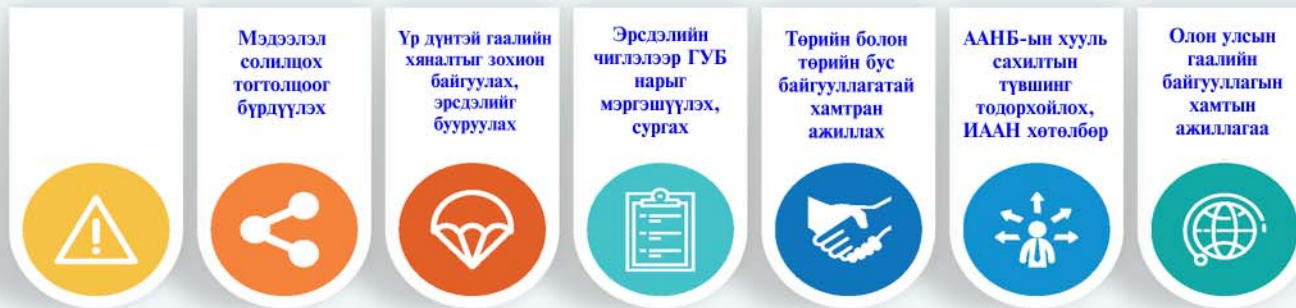 Мэдээлэл
солилцох
тогтолцоог
бүрдүүлэх
Үр дүнтэй гаалийн
хяналтыг зохион
байгуулах,
эрсдэлийг
бууруулах
Эрсдэлийн
чиглэлээр ГУБ
нарыг
мэргэшүүлэх,
сургах
Төрийн болон
төрийн бус
байгууллагатай
хамтран
ажиллах
ААНБ-ын хууль
сахилтын
түвшинг
тодорхойлох,
ИААН хөтөлбөр
Олон улсын
гаалийн
байгууллагын
хамтын
ажиллагаа